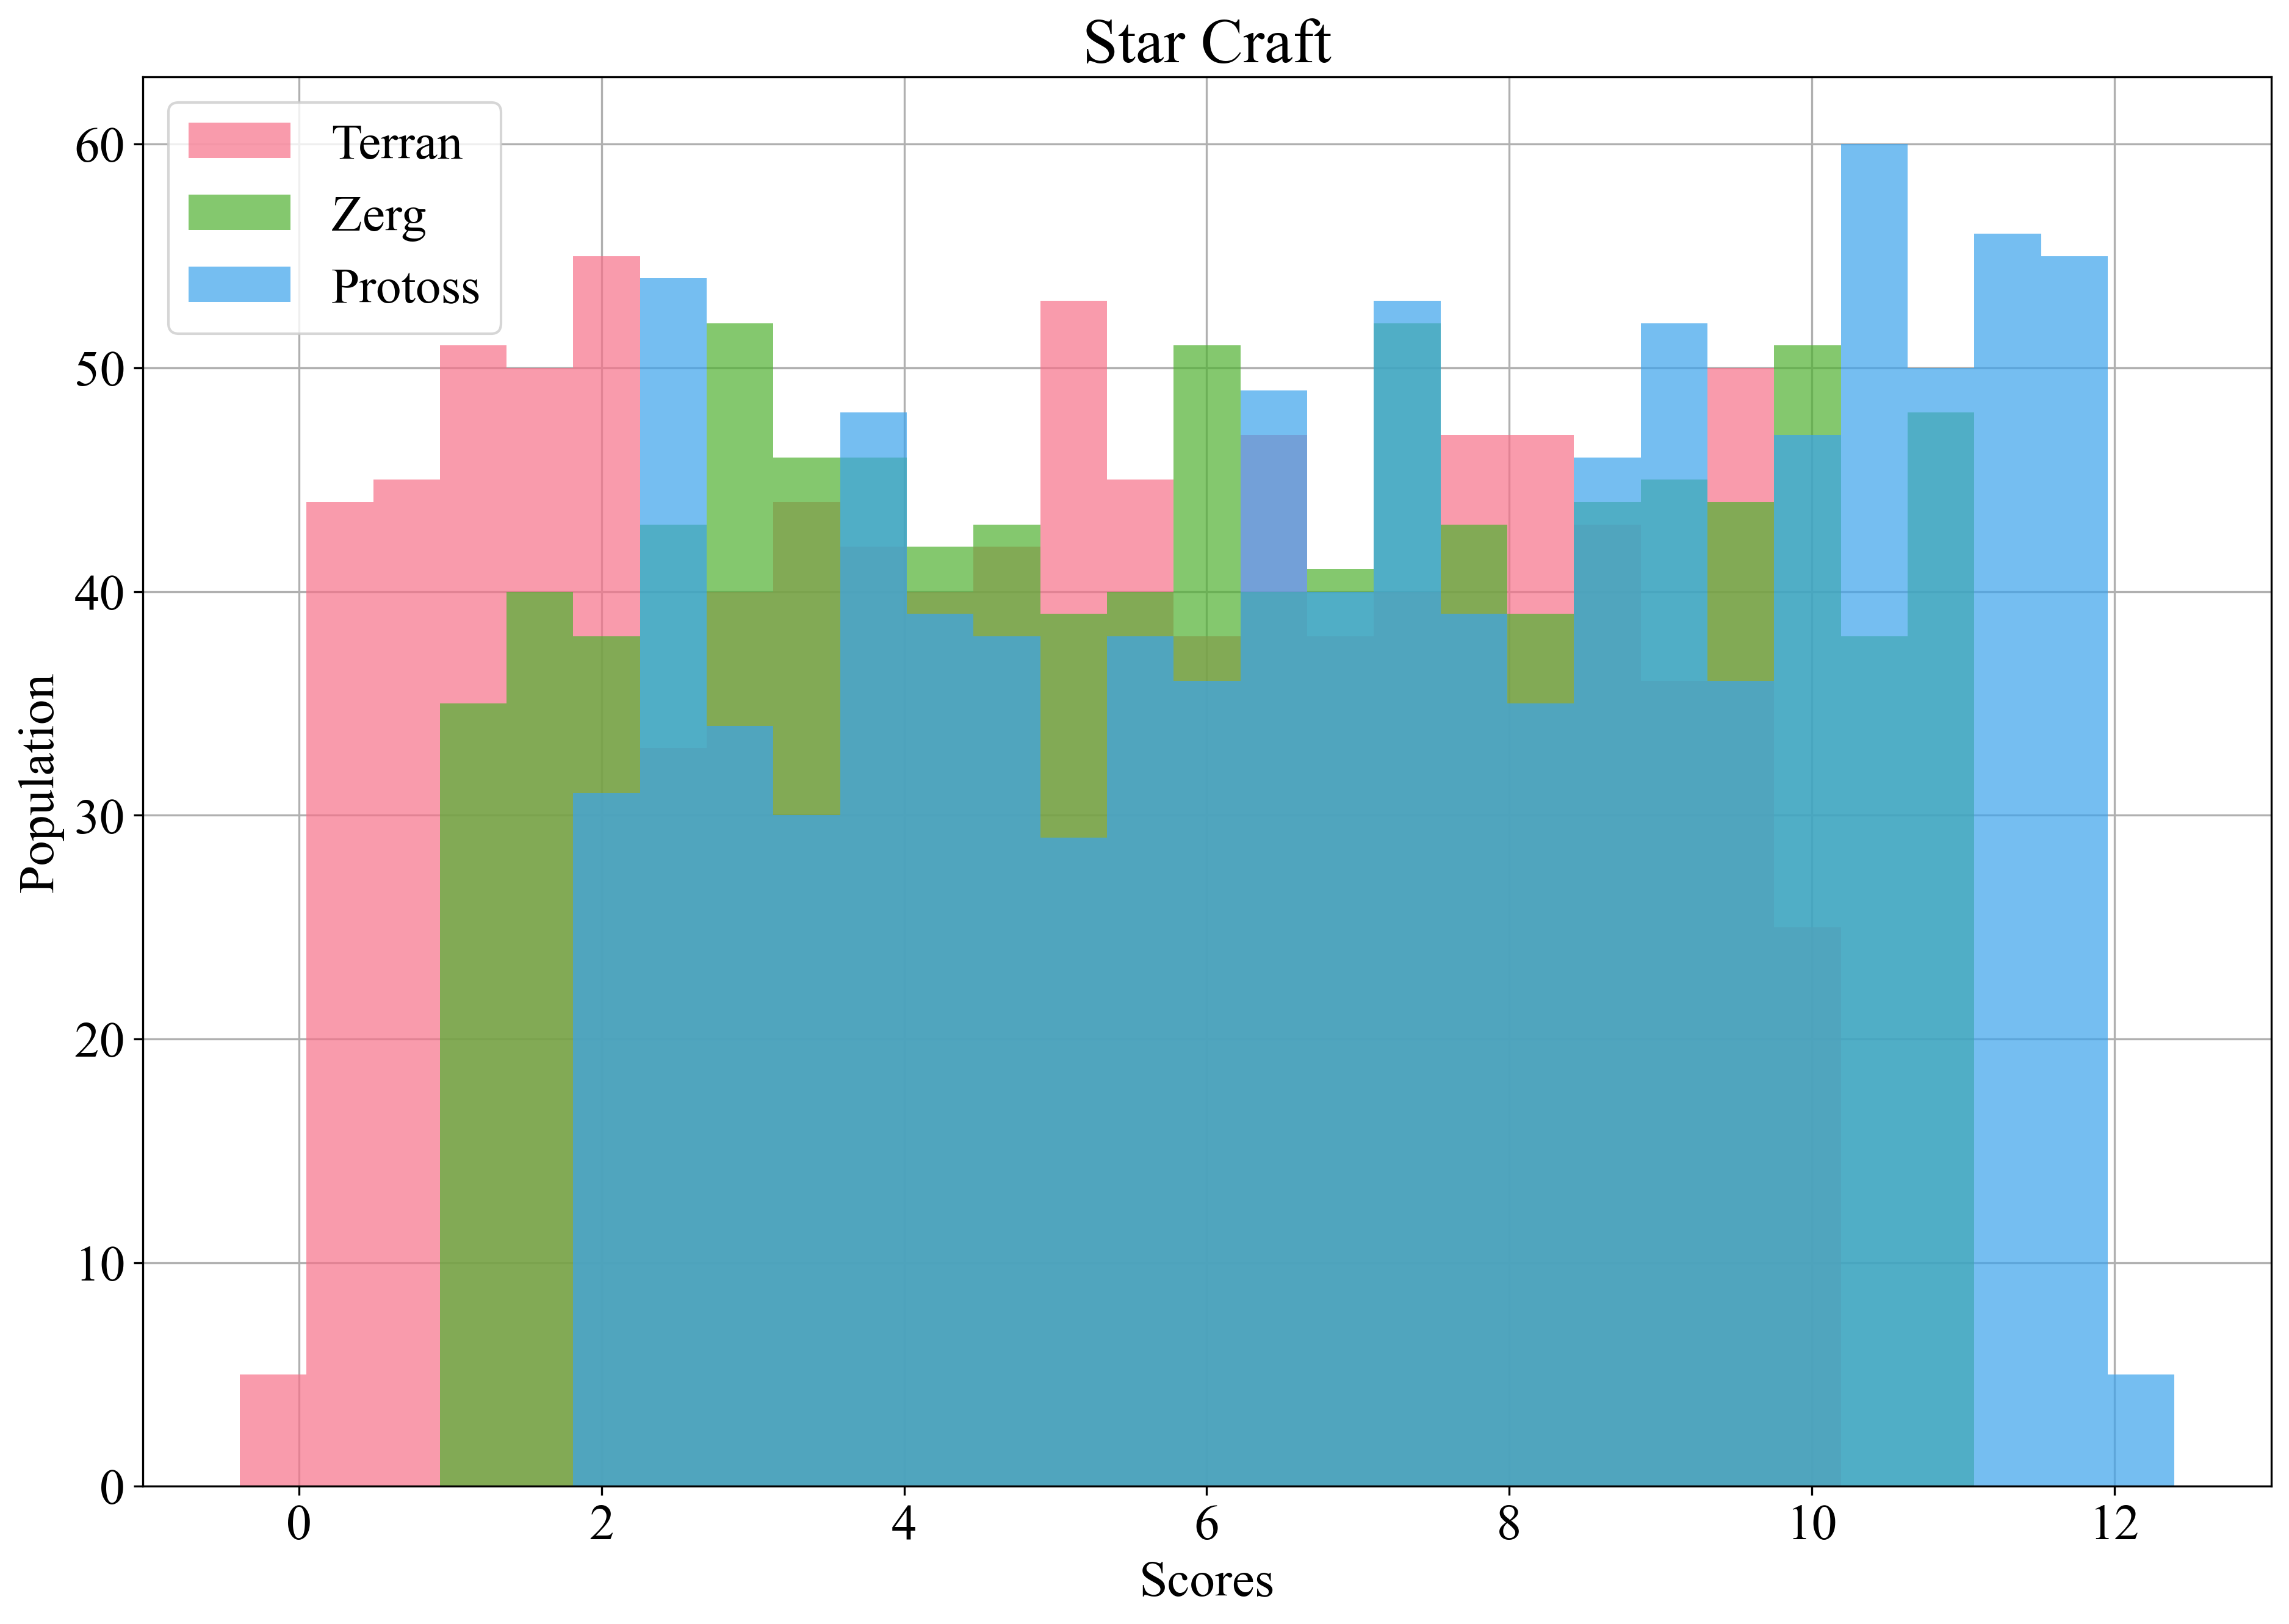 Star Craft
Terran
Zerg
Protoss
Population
60
50
40
30
20
10
0
0 2 4 6 8 10 12
Scores